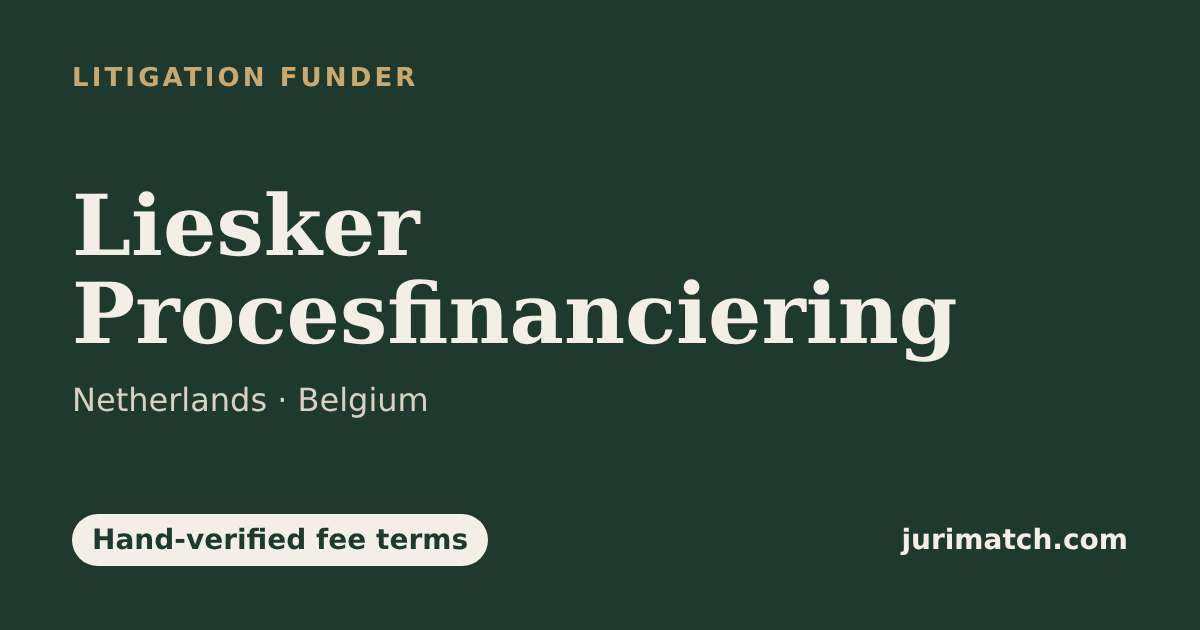 LITIGATION FUNDER
Liesker
Procesfinanciering
Netherlands · Belgium
Hand-verified fee terms
jurimatch.com